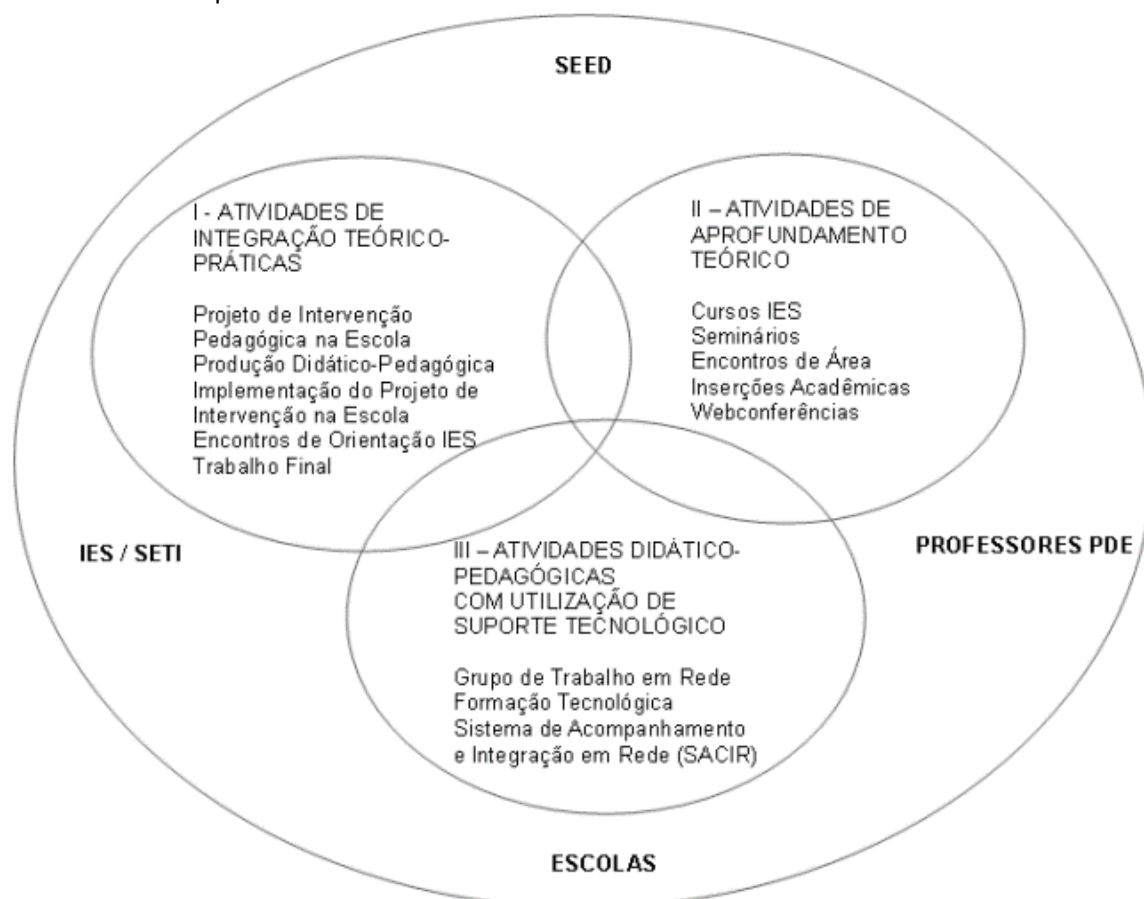 SEED
I - ATIVIDADES DE
INTEGRAÇÃO TEÓRICO-
PRÁTICAS
Projeto de Intervenção
Pedagógica na Escola
Produção Didático-Pedagógica
Implementação do Projeto de
Intervenção na Escola
Encontros de Orientação IES
Trabalho Final
II – ATIVIDADES DE
APROFUNDAMENTO
TEÓRICO
Cursos IES
Seminários
Encontros de Área
Inserções Acadêmicas
Webconferências
IES / SETI
PROFESSORES PDE
III – ATIVIDADES DIDÁTICO-
PEDAGÓGICAS
COM UTILIZAÇÃO DE
SUPORTE TECNOLÓGICO
Grupo de Trabalho em Rede
Formação Tecnológica
Sistema de Acompanhamento
e Integração em Rede (SACIR)
ESCOLAS